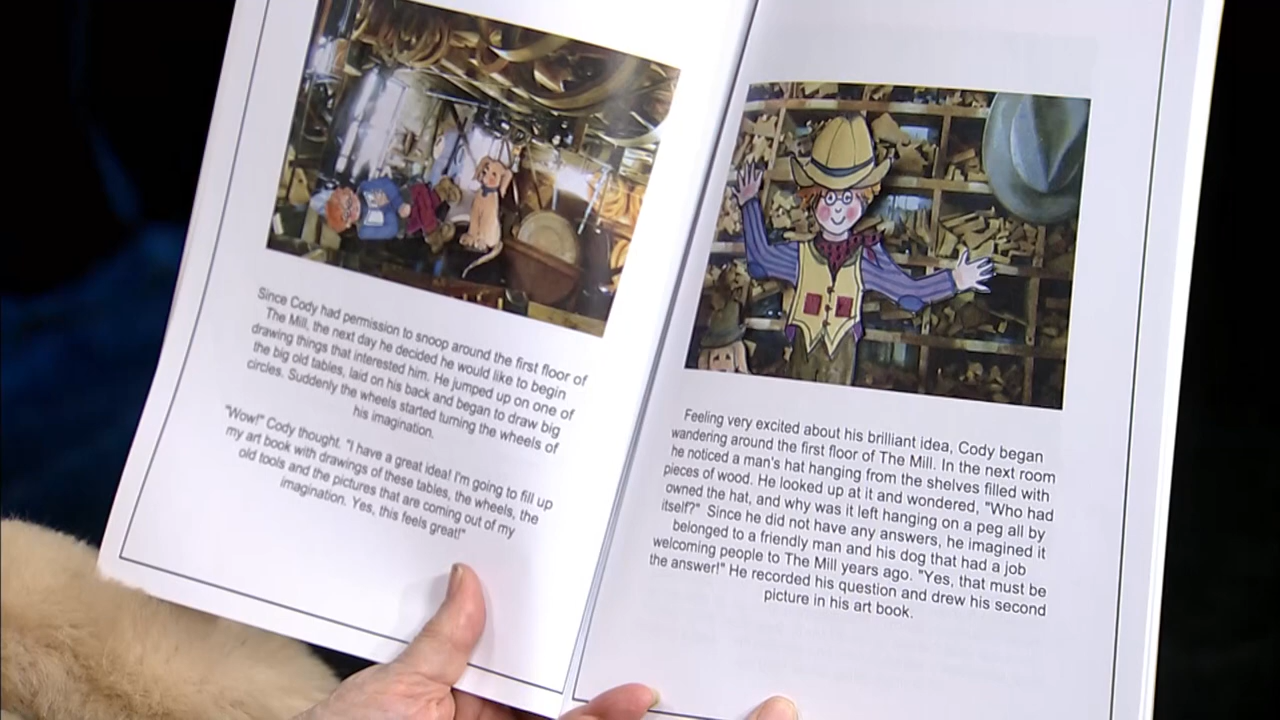 Since Cody had permission to snoop around the first floor of
The Mill, the next day he decided he would like to begin
drawing things that interested him. He jumped up on one of
the big old tables, laid on his back and began to draw big
circles. Suddenly the wheels started turning the wheels of
his imagination.
"Wow!" Cody thought. "I have a great idea! I'm going to fill up
my art book with drawings of these tables, the wheels, the
old tools and the pictures that are coming out of my
imagination. Yes, this feels great!"
Feeling very excited about his brilliant idea, Cody began
wandering around the first floor of The Mill. In the next room
he noticed a man's hat hanging from the shelves filled with
pieces of wood. He looked up at it and wondered, "Who had
owned the hat, and why was it left hanging on a peg all by
itself?" Since he did not have any answers, he imagined it
belonged to a friendly man and his dog that had a job
welcoming people to The Mill years ago. "Yes, that must be
the answer!" He recorded his question and drew his second
picture in his art book.